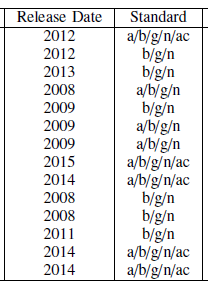 Release Date Standard
2012 a/b/g/n/ac
2012 b/g/n
2013 b/g/n
2008 a/b/g/n
2009 b/g/n
2009 a/b/g/n
2009 a/b/g/n
2015 a/b/g/n/ac
2014 a/b/g/n/ac
2008 b/g/n
2008 b/g/n
2011 b/g/n
2014 a/b/g/n/ac
2014 a/b/g/n/ac